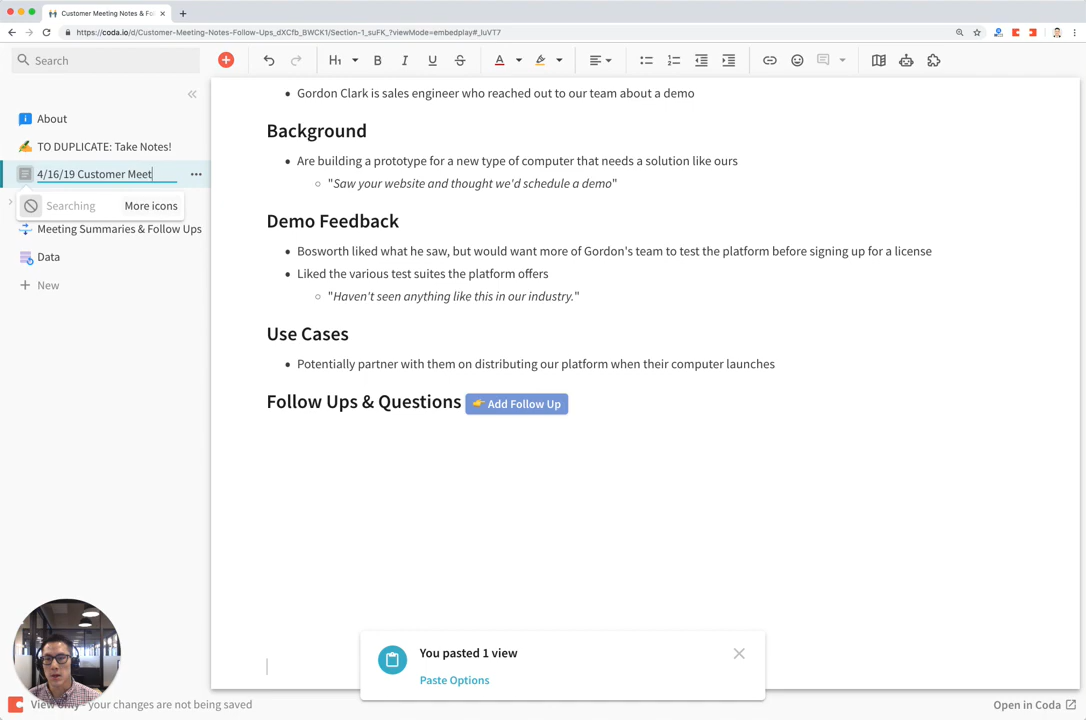 Customer Meeting Notes & Fo
https://coda.io/d/Customer-Meeting-Notes-Follow-Ups_dXCfb_BWCK1/Section-1_suFK_?viewMode=embedplay#_luVT7
Search
H1
B I U S A
About
TO DUPLICATE: Take Notes!
4/16/19 Customer Meet
Searching More icons
Meeting Summaries & Follow Ups
Data
New
Gordon Clark is sales engineer who reached out to our team about a demo
Background
Are building a prototype for a new type of computer that needs a solution like ours
"Saw your website and thought we'd schedule a demo"
Demo Feedback
Bosworth liked what he saw, but would want more of Gordon's team to test the platform before signing up for a license
Liked the various test suites the platform offers
"Haven't seen anything like this in our industry."
Use Cases
Potentially partner with them on distributing our platform when their computer launches
Follow Ups & Questions 👉 Add Follow Up
You pasted 1 view
Paste Options
View only - your changes are not being saved
Open in Coda